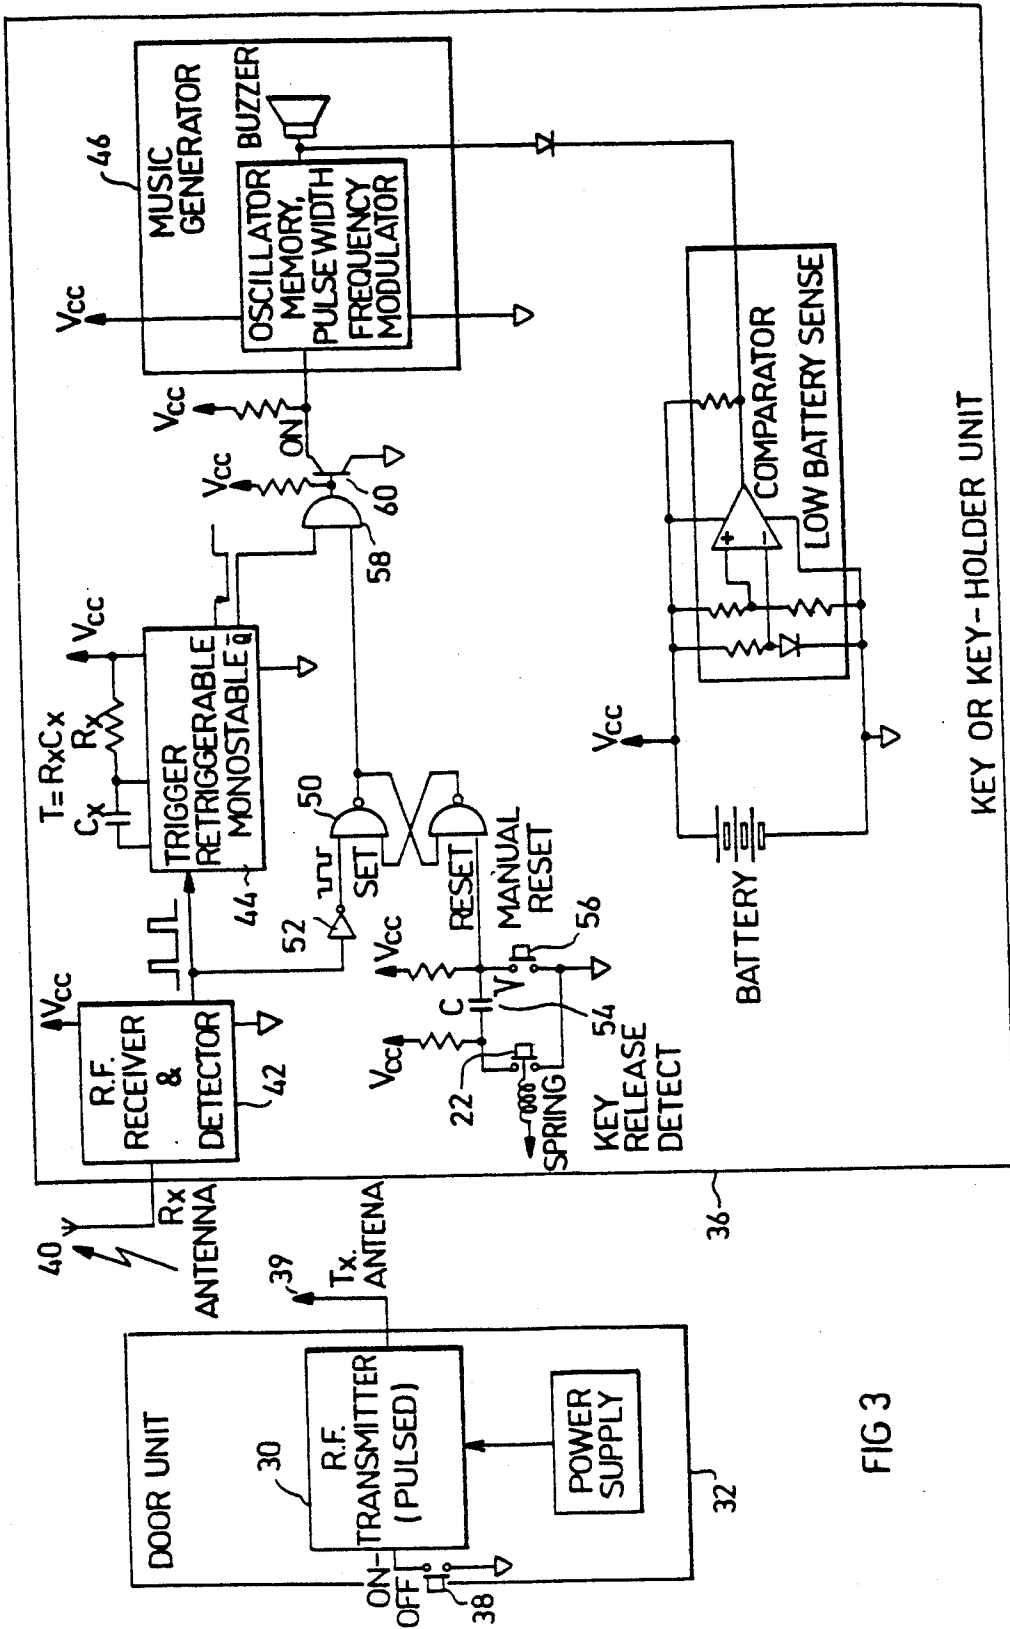 DOOR UNIT
30
R.F.
TRANSMITTER
(PULSED)
ON-
OFF
38
POWER
SUPPLY
32
39
Tx.
ANTENA
40
Rx
ANTENNA
36
Vcc
R.F.
RECEIVER
&
DETECTOR
42
T=RxCx
Cx
Rx
Vcc
TRIGGER
RETRIGGERABLE
MONOSTABLE
Q
44
52
50
SET
RESET
Vcc
Vcc
C
V
22
54
56
MANUAL
RESET
SPRING
KEY
RELEASE
DETECT
58
60
Vcc
Vcc
ON
Vcc
46
MUSIC
GENERATOR
BUZZER
OSCILLATOR
MEMORY,
PULSEWIDTH
FREQUENCY
MODULATOR
BATTERY
Vcc
+
-
COMPARATOR
LOW BATTERY SENSE
KEY OR KEY-HOLDER UNIT
FIG 3